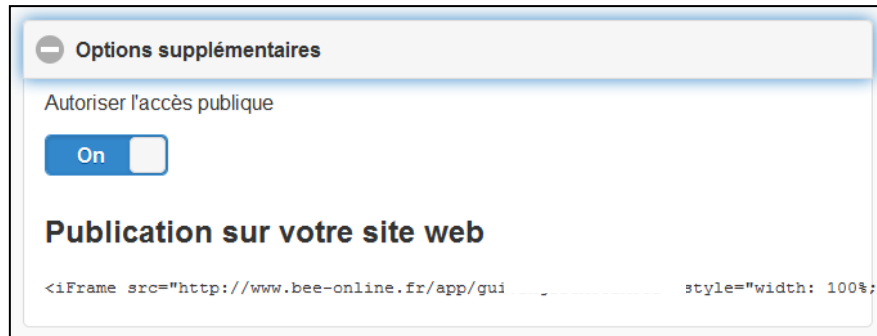 Options supplémentaires
Autoriser l'accès publique
On
Publication sur votre site web
<iFrame src="http://www.bee-online.fr/app/gui style="width: 100%;